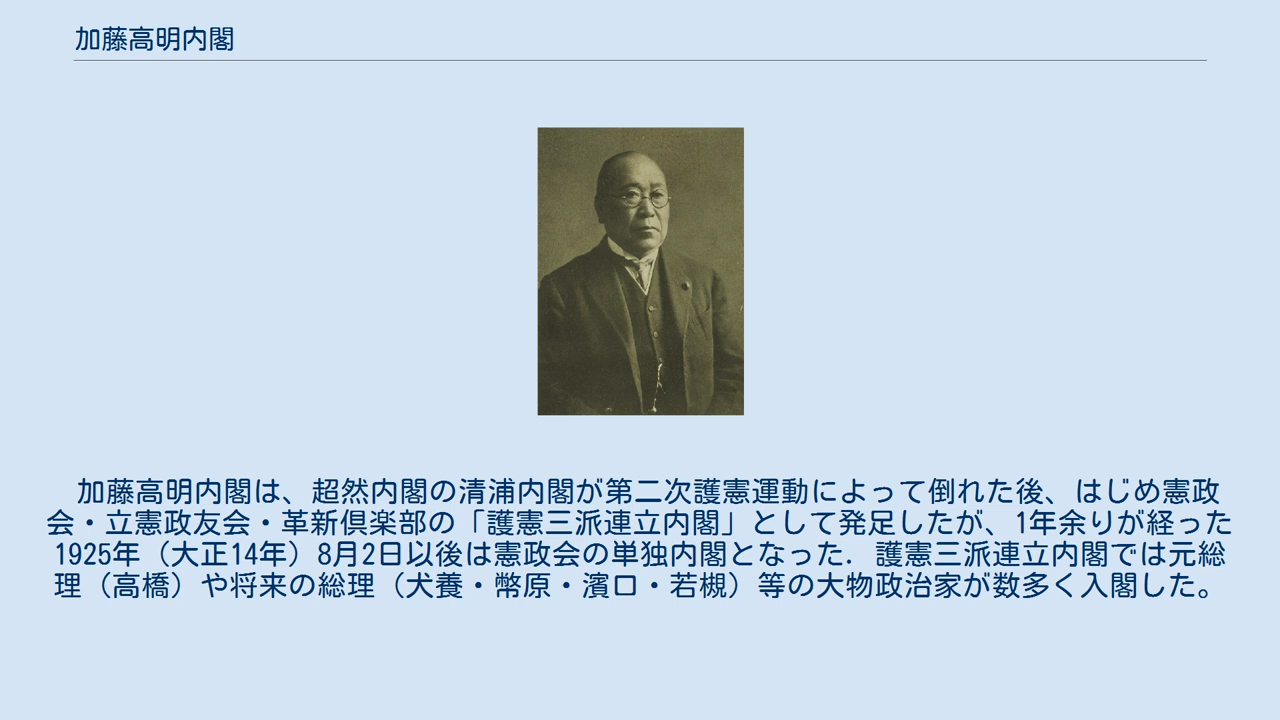 加藤高明内閣
加藤高明内閣は、超然内閣の清浦内閣が第二次護憲運動によって倒れた後、はじめ憲政
会・立憲政友会・革新倶楽部の「護憲三派連立内閣」として発足したが、1年余りが経った
1925年（大正14年）8月2日以後は憲政会の単独内閣となった．護憲三派連立内閣では元総
理（高橋）や将来の総理（犬養・幣原・濱口・若槻）等の大物政治家が数多く入閣した。